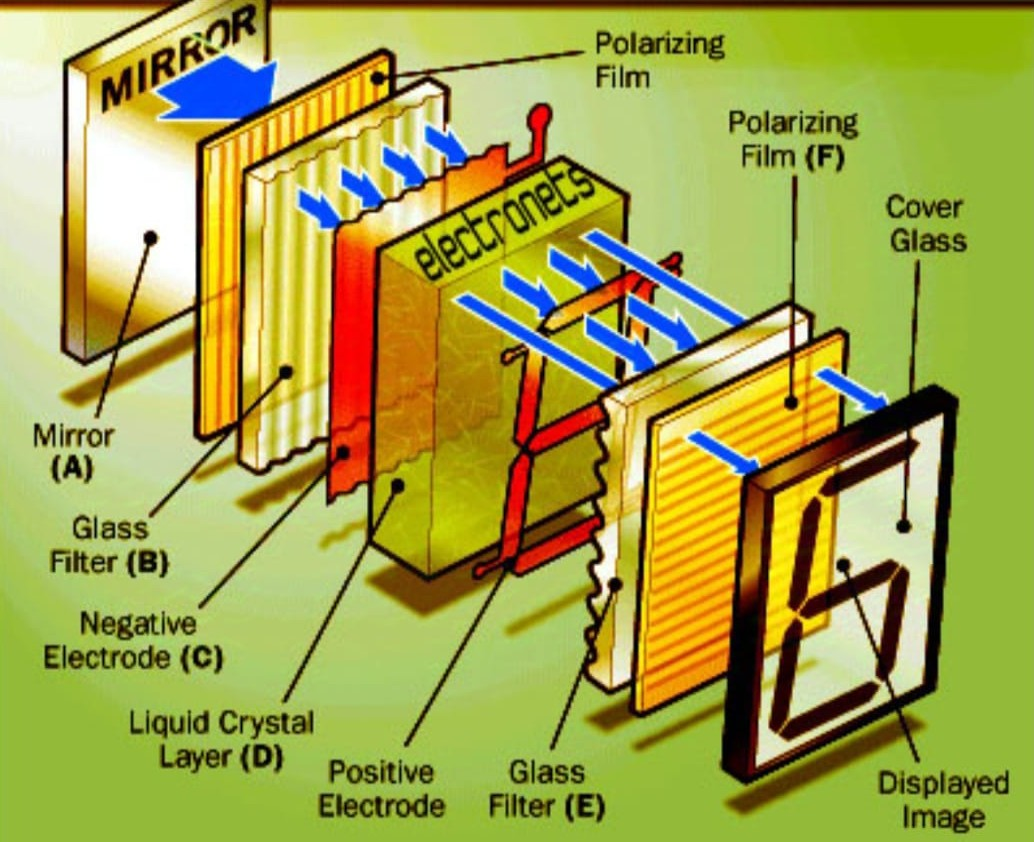 MIRROR
Polarizing
Film
Polarizing
Film (F)
Cover
Glass
electronets
Mirror
(A)
Glass
Filter (B)
Negative
Electrode (C)
Liquid Crystal
Layer (D)
Positive
Electrode
Glass
Filter (E)
Displayed
Image